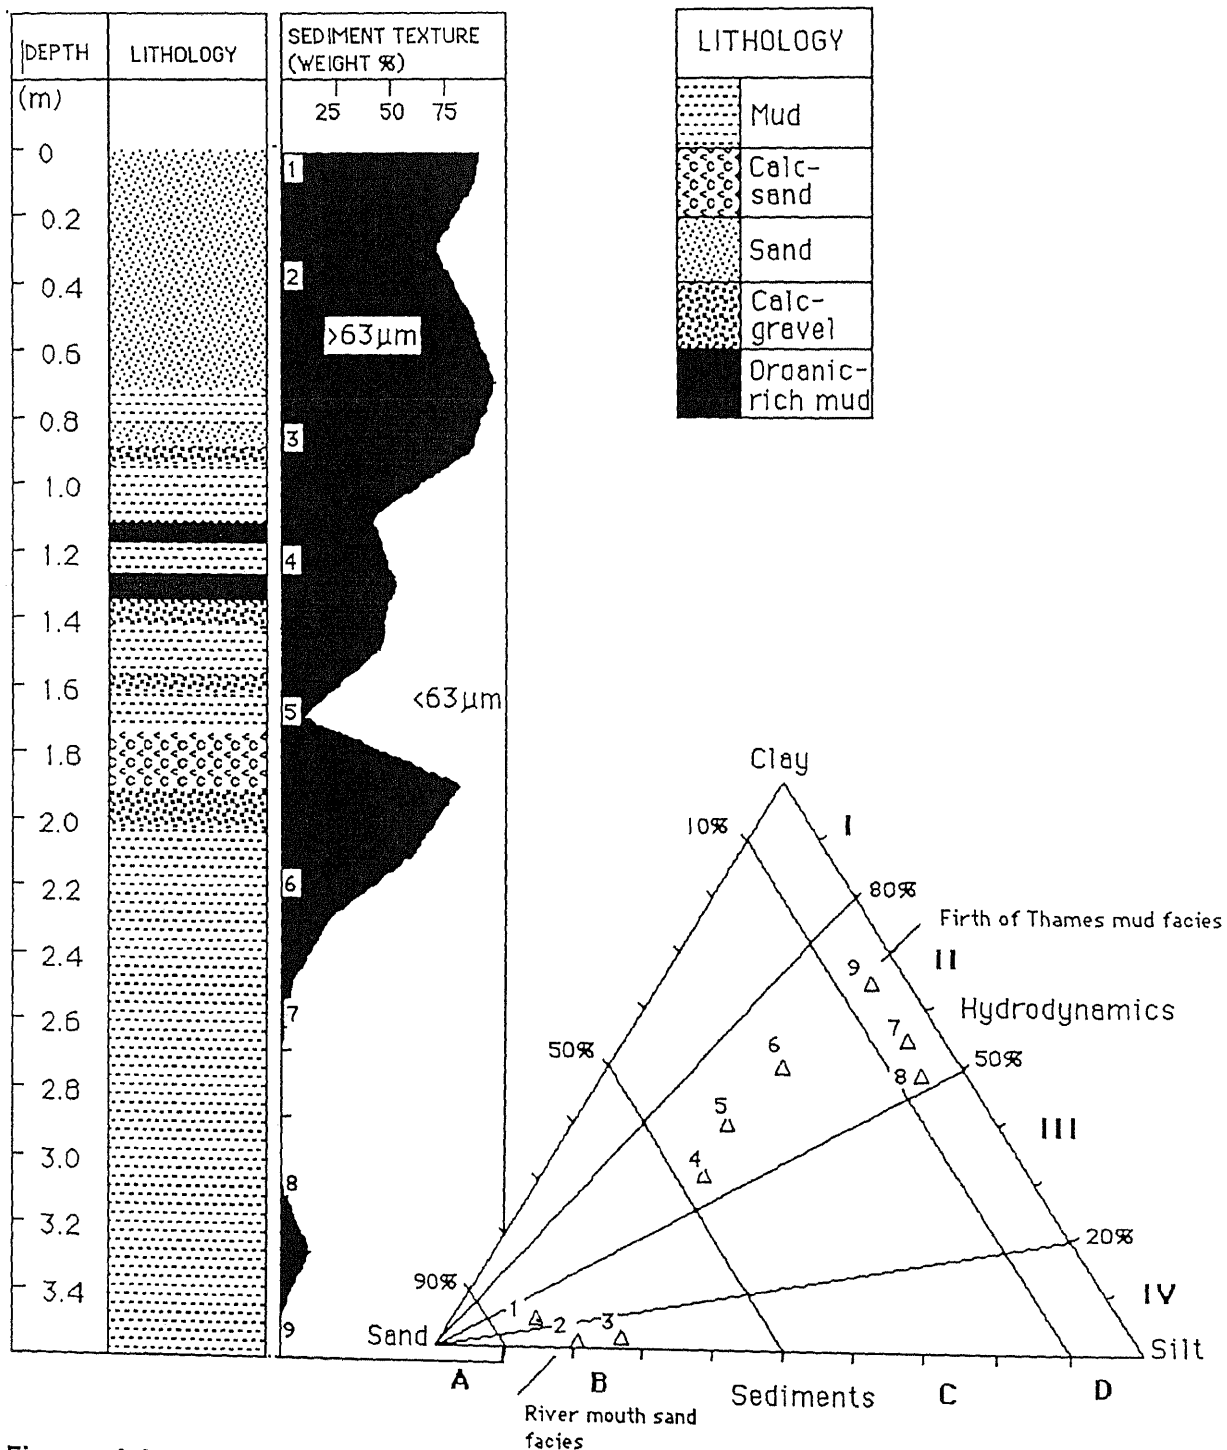 DEPTH
LITHOLOGY
SEDIMENT TEXTURE
(WEIGHT %)
(m)
25 50 75
0
0.2
0.4
0.6
0.8
1.0
1.2
1.4
1.6
1.8
2.0
2.2
2.4
2.6
2.8
3.0
3.2
3.4
1
2
>63µm
3
4
<63µm
5
6
7
8
9
LITHOLOGY
Mud
Calc-
sand
Sand
Calc-
gravel
Organic-
rich mud
Clay
10%
I
80%
Firth of Thames mud facies
II
9
Hydrodynamics
7
50%
6
50%
8
5
III
4
20%
90%
IV
1
2
3
Sand
Silt
A
B
Sediments
C
D
River mouth sand
facies